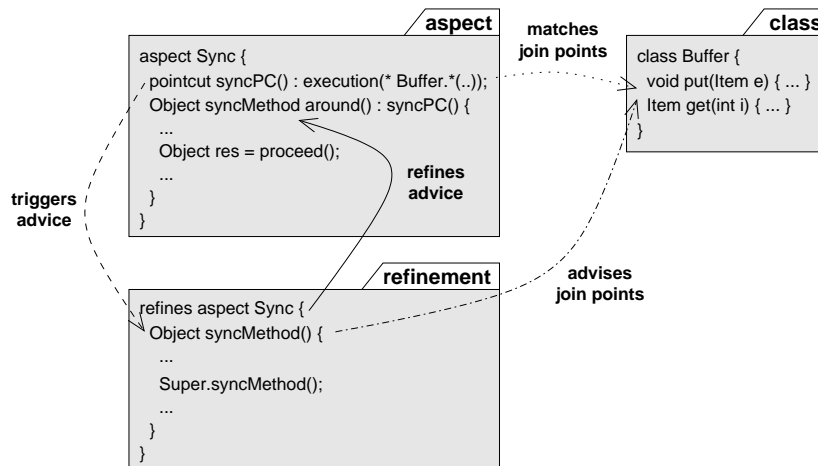 aspect
aspect Sync {
pointcut syncPC() : execution(* Buffer.*(..));
Object syncMethod around() : syncPC() {
...
Object res = proceed();
...
}
}
matches
join points
class
class Buffer {
void put(Item e) { ... }
Item get(int i) { ... }
}
triggers
advice
refines
advice
advises
join points
refinement
refines aspect Sync {
Object syncMethod() {
...
Super.syncMethod();
...
}
}